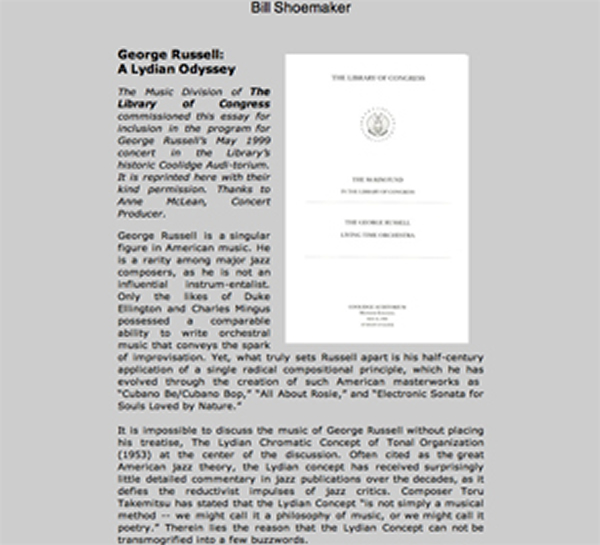 Bill Shoemaker
George Russell:
A Lydian Odyssey
The Music Division of The
Library of Congress
commissioned this essay for
inclusion in the program for
George Russell's May 1999
concert in the Library's
historic Coolidge Audi-torium.
It is reprinted here with their
kind permission. Thanks to
Anne McLean, Concert
Producer.
THE LIBRARY OF CONGRESS
THE McKIM FUND
IN THE LIBRARY OF CONGRESS
THE GEORGE RUSSELL
LIVING TIME ORCHESTRA
COOLIDGE AUDITORIUM
George Russell is a singular
figure in American music. He
is a rarity among major jazz
composers, as he is not an
influential instrum-entalist.
Only the likes of Duke
Ellington and Charles Mingus
possessed a comparable
ability to write orchestral
music that conveys the spark
of improvisation. Yet, what truly sets Russell apart is his half-century
application of a single radical compositional principle, which he has
evolved through the creation of such American masterworks as
"Cubano Be/Cubano Bop," "All About Rosie," and "Electronic Sonata for
Souls Loved by Nature."
It is impossible to discuss the music of George Russell without placing
his treatise, The Lydian Chromatic Concept of Tonal Organization
(1953) at the center of the discussion. Often cited as the great
American jazz theory, the Lydian concept has received surprisingly
little detailed commentary in jazz publications over the decades, as it
defies the reductivist impulses of jazz critics. Composer Toru
Takemitsu has stated that the Lydian Concept "is not simply a musical
method -- we might call it a philosophy of music, or we might call it
poetry." Therein lies the reason that the Lydian Concept can not be
transmogrified into a few buzzwords.